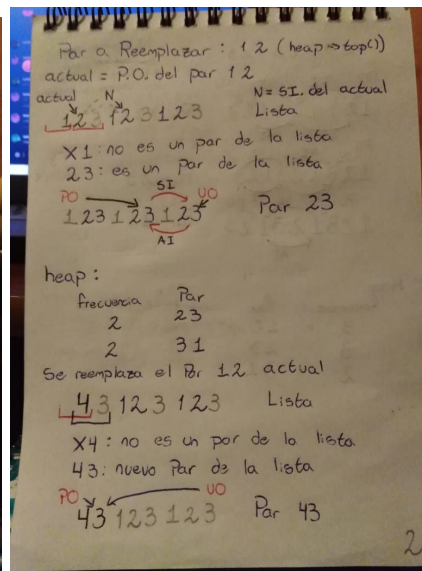 Par a Reemplazar: 1 2 (heap→top())
actual = P.O. del par 1 2
actual N N = SI. del actual
1 2 3 1 2 3 1 2 3 Lista
X1: no es un par de la lista
2 3: es un Par de la lista
PO SI UO
1 2 3 1 2 3 1 2 3 Par 23
AI
heap:
frecuencia Par
2 23
2 31
Se reemplaza el Par 1 2 actual
4 3 1 2 3 1 2 3 Lista
X4: no es un par de la lista
4 3: nuevo Par de la lista
PO UO
4 3 1 2 3 1 2 3 Par 43
2